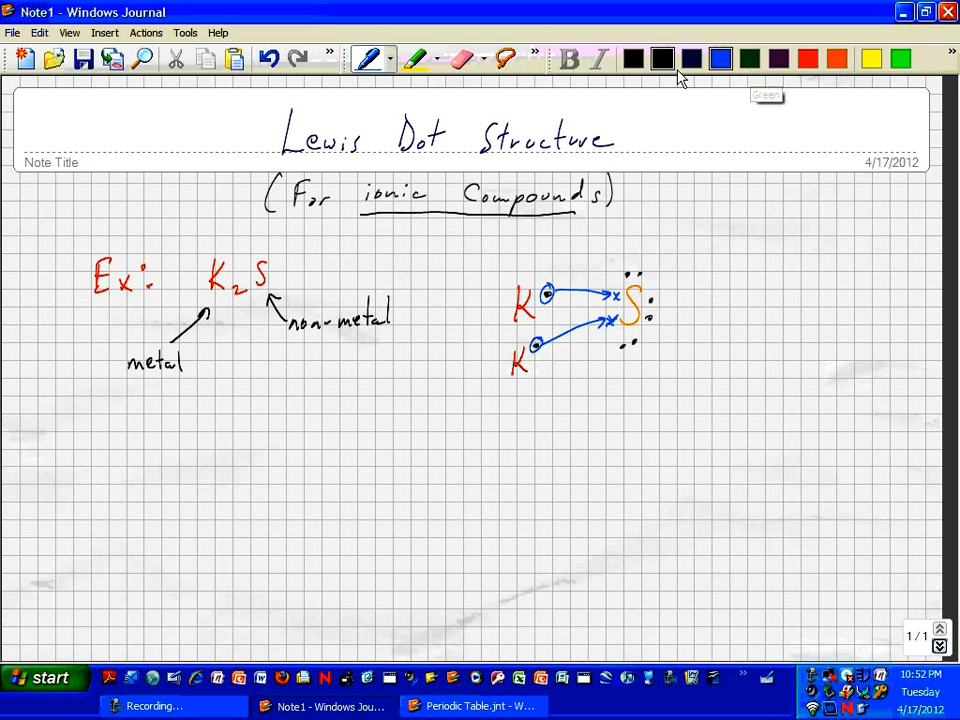 Note1 - Windows Journal
File Edit View Insert Actions Tools Help
B I
Green
Lewis Dot Structure
Note Title 4/17/2012
(For ionic Compounds)
Ex: K2S
non-metal
metal
K S
K
1 / 1
start
10:52 PM
Tuesday
4/17/2012
Recording... Note1 - Windows Jou... Periodic Table.jnt - W...